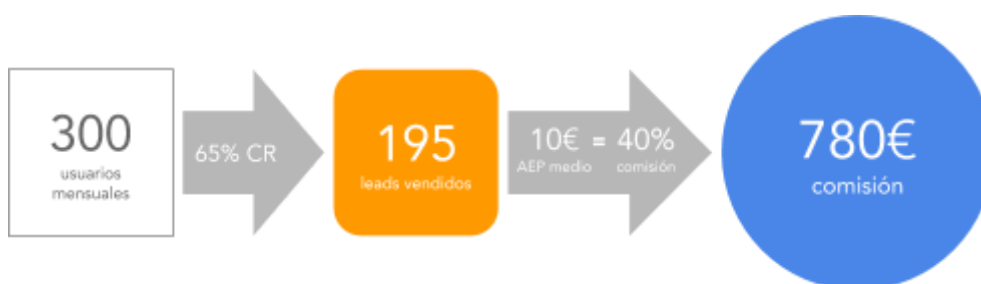 300
usuarios
mensuales
65% CR
195
leads vendidos
10€ = 40%
AEP medio comisión
780€
comisión